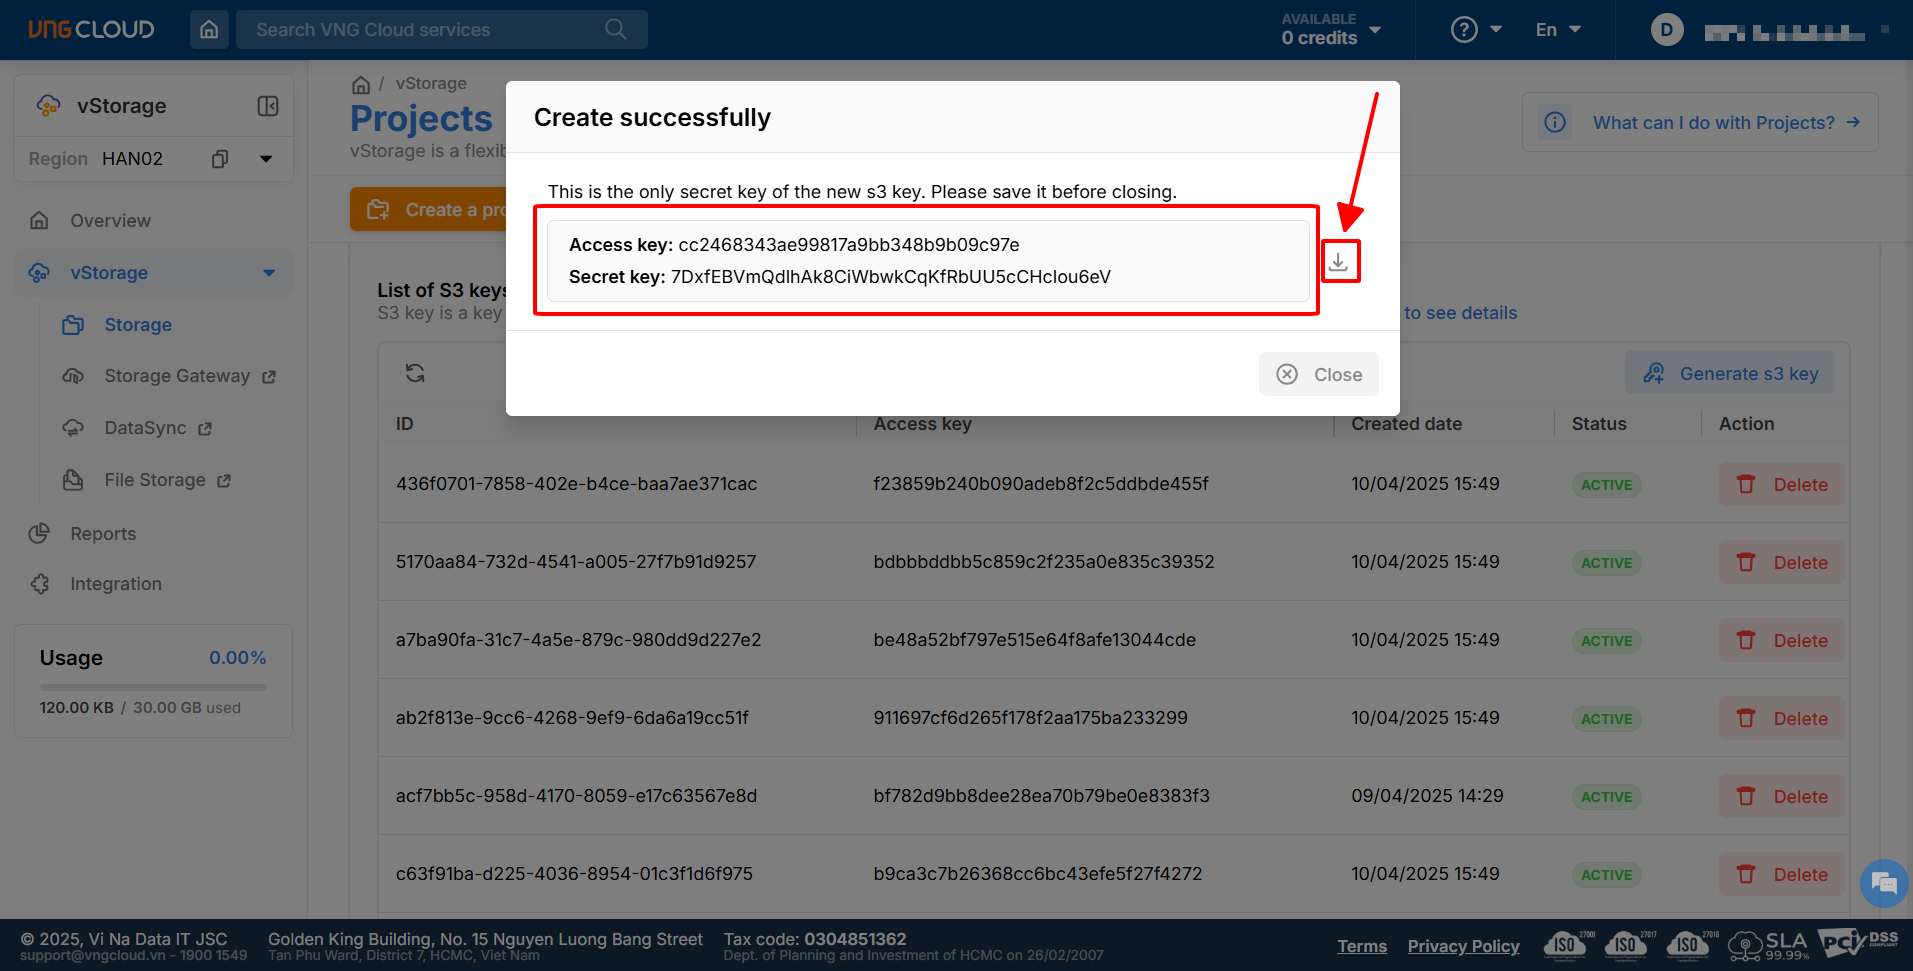 VNG CLOUD
Search VNG Cloud services
AVAILABLE
0 credits
En
D
vStorage
Region HAN02
Overview
vStorage
Storage
Storage Gateway
DataSync
File Storage
Reports
Integration
Usage 0.00%
120.00 KB / 30.00 GB used
/ vStorage
Projects
vStorage is a flexib
What can I do with Projects?
Create a pro
Create successfully
This is the only secret key of the new s3 key. Please save it before closing.
Access key: cc2468343ae99817a9bb348b9b09c97e
Secret key: 7DxfEBVmQdIhAk8CiWbwkCqKfRbUU5cCHcIou6eV
Close
List of S3 keys
S3 key is a key
to see details
Generate s3 key
ID Access key Created date Status Action
436f0701-7858-402e-b4ce-baa7ae371cac f23859b240b090adeb8f2c5ddbde455f 10/04/2025 15:49 ACTIVE Delete
5170aa84-732d-4541-a005-27f7b91d9257 bdbbbddbb5c859c2f235a0e835c39352 10/04/2025 15:49 ACTIVE Delete
a7ba90fa-31c7-4a5e-879c-980dd9d227e2 be48a52bf797e515e64f8afe13044cde 10/04/2025 15:49 ACTIVE Delete
ab2f813e-9cc6-4268-9ef9-6da6a19cc51f 911697cf6d265f178f2aa175ba233299 10/04/2025 15:49 ACTIVE Delete
acf7bb5c-958d-4170-8059-e17c63567e8d bf782d9bb8dee28ea70b79be0e8383f3 09/04/2025 14:29 ACTIVE Delete
c63f91ba-d225-4036-8954-01c3f1d6f975 b9ca3c7b26368cc6bc43efe5f27f4272 10/04/2025 15:49 ACTIVE Delete
© 2025, Vi Na Data IT JSC
support@vngcloud.vn - 1900 1549
Golden King Building, No. 15 Nguyen Luong Bang Street
Tan Phu Ward, District 7, HCMC, Viet Nam
Tax code: 0304851362
Dept. of Planning and Investment of HCMC on 26/02/2007
Terms
Privacy Policy
ISO 27001
ISO 27017
ISO 27018
SLA 99.99%
PCI DSS COMPLIANT